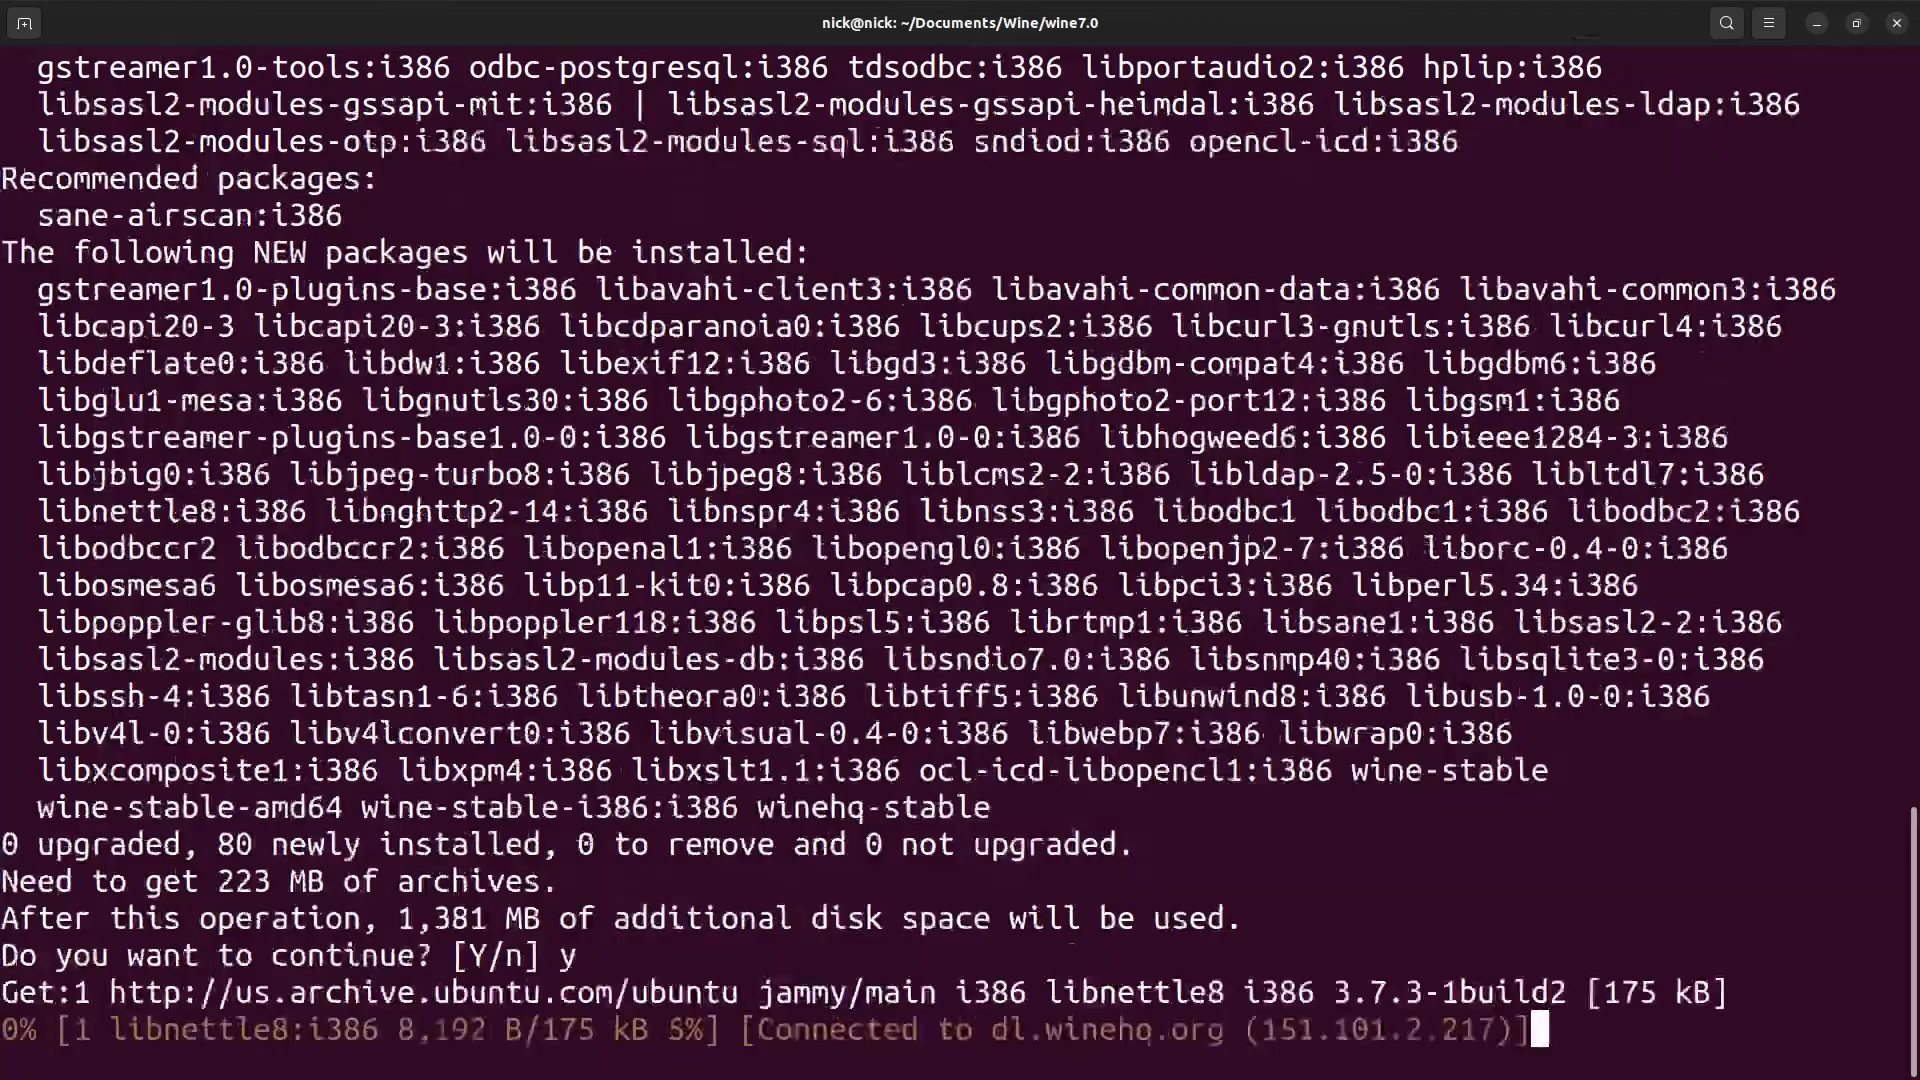 nick@nick: ~/Documents/Wine/wine7.0
gstreamer1.0-tools:i386 odbc-postgresql:i386 tdsodbc:i386 libportaudio2:i386 hplip:i386
libsasl2-modules-gssapi-mit:i386 | libsasl2-modules-gssapi-heimdal:i386 libsasl2-modules-ldap:i386
libsasl2-modules-otp:i386 libsasl2-modules-sql:i386 sndiod:i386 opencl-icd:i386
Recommended packages:
sane-airscan:i386
The following NEW packages will be installed:
gstreamer1.0-plugins-base:i386 libavahi-client3:i386 libavahi-common-data:i386 libavahi-common3:i386
libcapi20-3 libcapi20-3:i386 libcdparanoia0:i386 libcups2:i386 libcurl3-gnutls:i386 libcurl4:i386
libdeflate0:i386 libdw1:i386 libexif12:i386 libgd3:i386 libgdbm-compat4:i386 libgdbm6:i386
libglu1-mesa:i386 libgnutls30:i386 libgphoto2-6:i386 libgphoto2-port12:i386 libgsm1:i386
libgstreamer-plugins-base1.0-0:i386 libgstreamer1.0-0:i386 libhogweed6:i386 libieee1284-3:i386
libjbig0:i386 libjpeg-turbo8:i386 libjpeg8:i386 liblcms2-2:i386 libldap-2.5-0:i386 libltdl7:i386
libnettle8:i386 libnghttp2-14:i386 libnspr4:i386 libnss3:i386 libodbc1 libodbc1:i386 libodbc2:i386
libodbccr2 libodbccr2:i386 libopenal1:i386 libopengl0:i386 libopenjp2-7:i386 liborc-0.4-0:i386
libosmesa6 libosmesa6:i386 libp11-kit0:i386 libpcap0.8:i386 libpci3:i386 libperl5.34:i386
libpoppler-glib8:i386 libpoppler118:i386 libpsl5:i386 librtmp1:i386 libsane1:i386 libsasl2-2:i386
libsasl2-modules:i386 libsasl2-modules-db:i386 libsndio7.0:i386 libsnmp40:i386 libsqlite3-0:i386
libssh-4:i386 libtasn1-6:i386 libtheora0:i386 libtiff5:i386 libunwind8:i386 libusb-1.0-0:i386
libv4l-0:i386 libv4lconvert0:i386 libvisual-0.4-0:i386 libwebp7:i386 libwrap0:i386
libxcomposite1:i386 libxpm4:i386 libxslt1.1:i386 ocl-icd-libopencl1:i386 wine-stable
wine-stable-amd64 wine-stable-i386:i386 winehq-stable
0 upgraded, 80 newly installed, 0 to remove and 0 not upgraded.
Need to get 223 MB of archives.
After this operation, 1,381 MB of additional disk space will be used.
Do you want to continue? [Y/n] y
Get:1 http://us.archive.ubuntu.com/ubuntu jammy/main i386 libnettle8 i386 3.7.3-1build2 [175 kB]
0% [1 libnettle8:i386 8,192 B/175 kB 5%] [Connected to dl.winehq.org (151.101.2.217)]